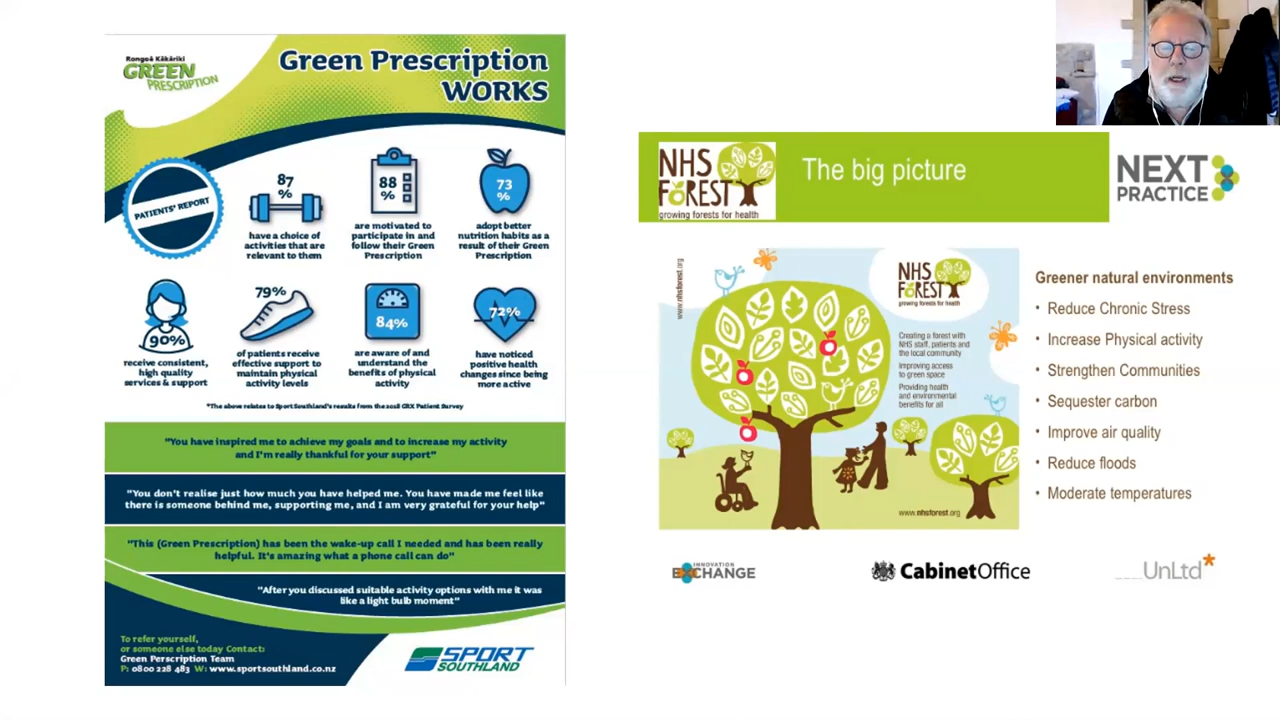 Rongoā Kākāriki
GREEN
PRESCRIPTION
Green Prescription
WORKS
PATIENTS' REPORT
87
%
have a choice of
activities that are
relevant to them
88
%
are motivated to
participate in and
follow their Green
Prescription
73
%
adopt better
nutrition habits as a
result of their Green
Prescription
90%
receive consistent,
high quality
services & support
79%
of patients receive
effective support to
maintain physical
activity levels
84%
are aware of and
understand the
benefits of physical
activity
72%
have noticed
positive health
changes since being
more active
*The above relates to Sport Southland's results from the 2018 GRX Patient Survey
"You have inspired me to achieve my goals and to increase my activity
and I'm really thankful for your support"
"You don't realise just how much you have helped me. You have made me feel like
there is someone behind me, supporting me, and I am very grateful for your help"
"This (Green Prescription) has been the wake-up call I needed and has been really
helpful. It's amazing what a phone call can do"
"After you discussed suitable activity options with me it was
like a light bulb moment"
To refer yourself,
or someone else today Contact:
Green Perscription Team
P: 0800 228 483 W: www.sportsouthland.co.nz
SPORT
SOUTHLAND
NHS
FOREST
growing forests for health
The big picture
NEXT
PRACTICE
www.nhsforest.org
NHS
FOREST
growing forests for health
Creating a forest with
NHS staff, patients and
the local community
Improving access
to green space
Providing health
and environmental
benefits for all
www.nhsforest.org
Greener natural environments
• Reduce Chronic Stress
• Increase Physical activity
• Strengthen Communities
• Sequester carbon
• Improve air quality
• Reduce floods
• Moderate temperatures
INNOVATION
EXCHANGE
CabinetOffice
UnLtd*